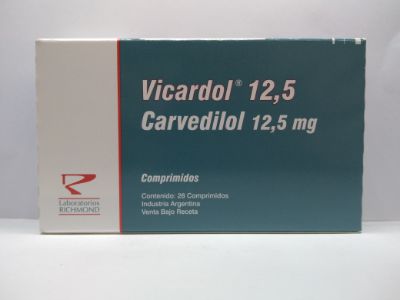 Vicardol® 12,5
Carvedilol 12,5 mg
Comprimidos
Contenido: 28 Comprimidos
Industria Argentina
Venta Bajo Receta
Laboratorios
RICHMOND